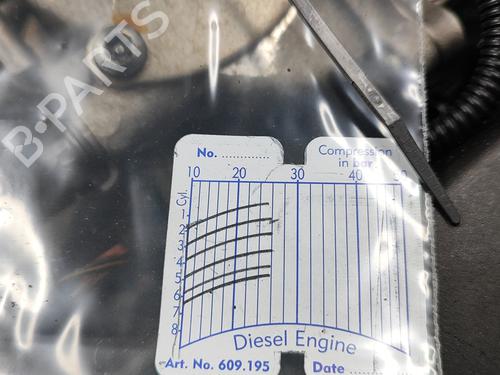 B-PARTS
B-PARTS
No. ..............
Compression
in bar
10 20 30 40
Cyl.
1
2
3
4
5
6
7
8
Diesel Engine
Art. No. 609.195
Date ..............